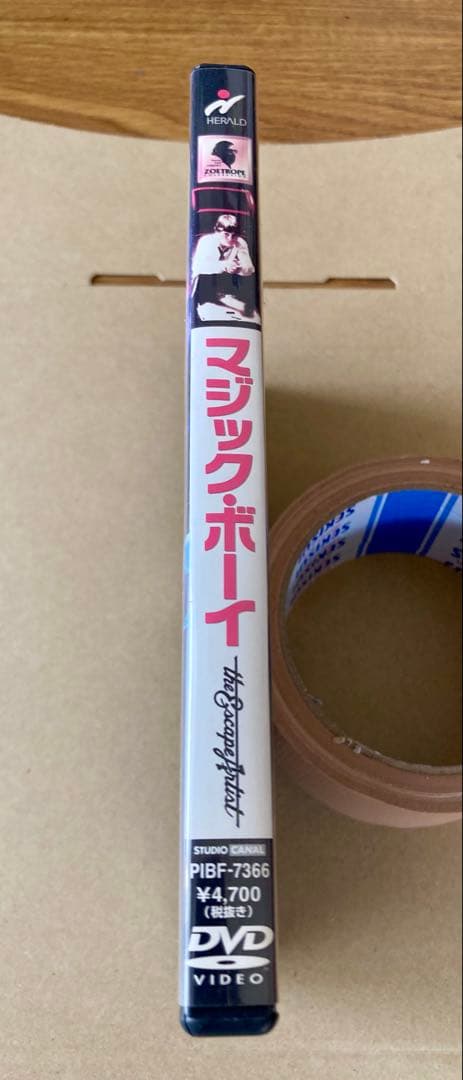 HERALD
ZOETROPE
マジック・ボーイ
the Escape Artist
STUDIO CANAL
PIBF-7366
¥4,700
(税抜き)
DVD
VIDEO